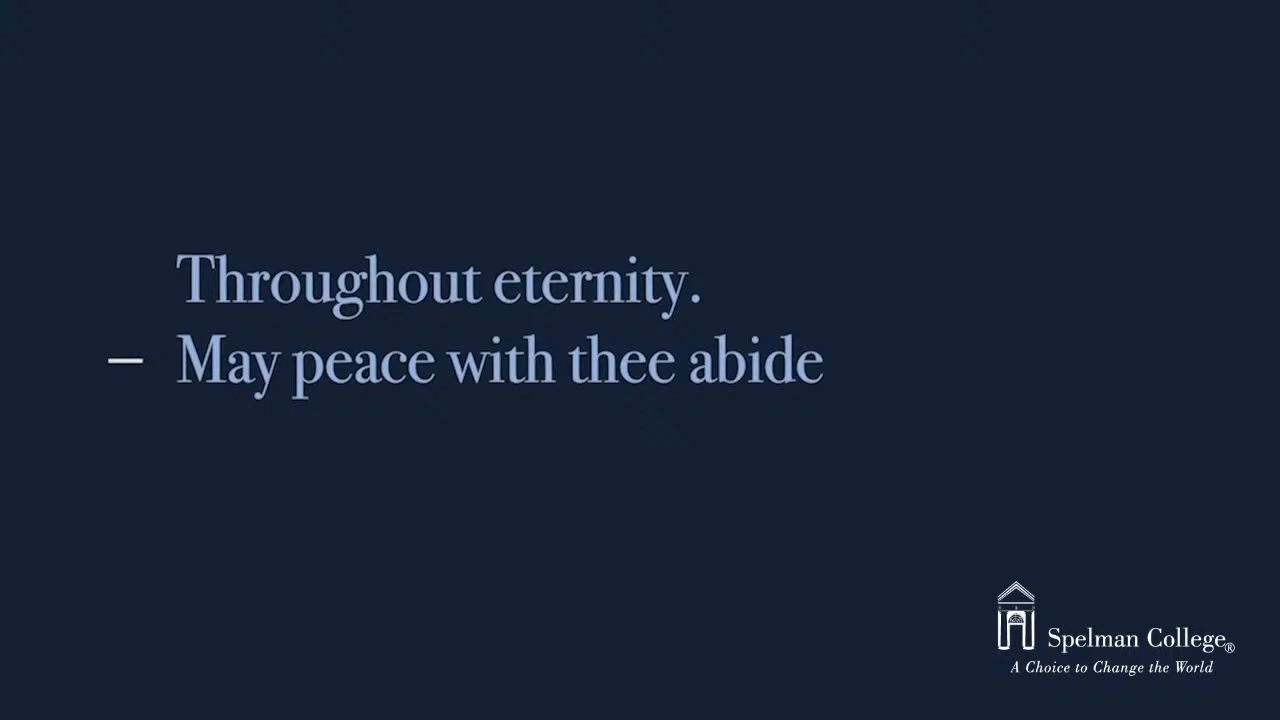 Throughout eternity.
— May peace with thee abide
Spelman College®
A Choice to Change the World